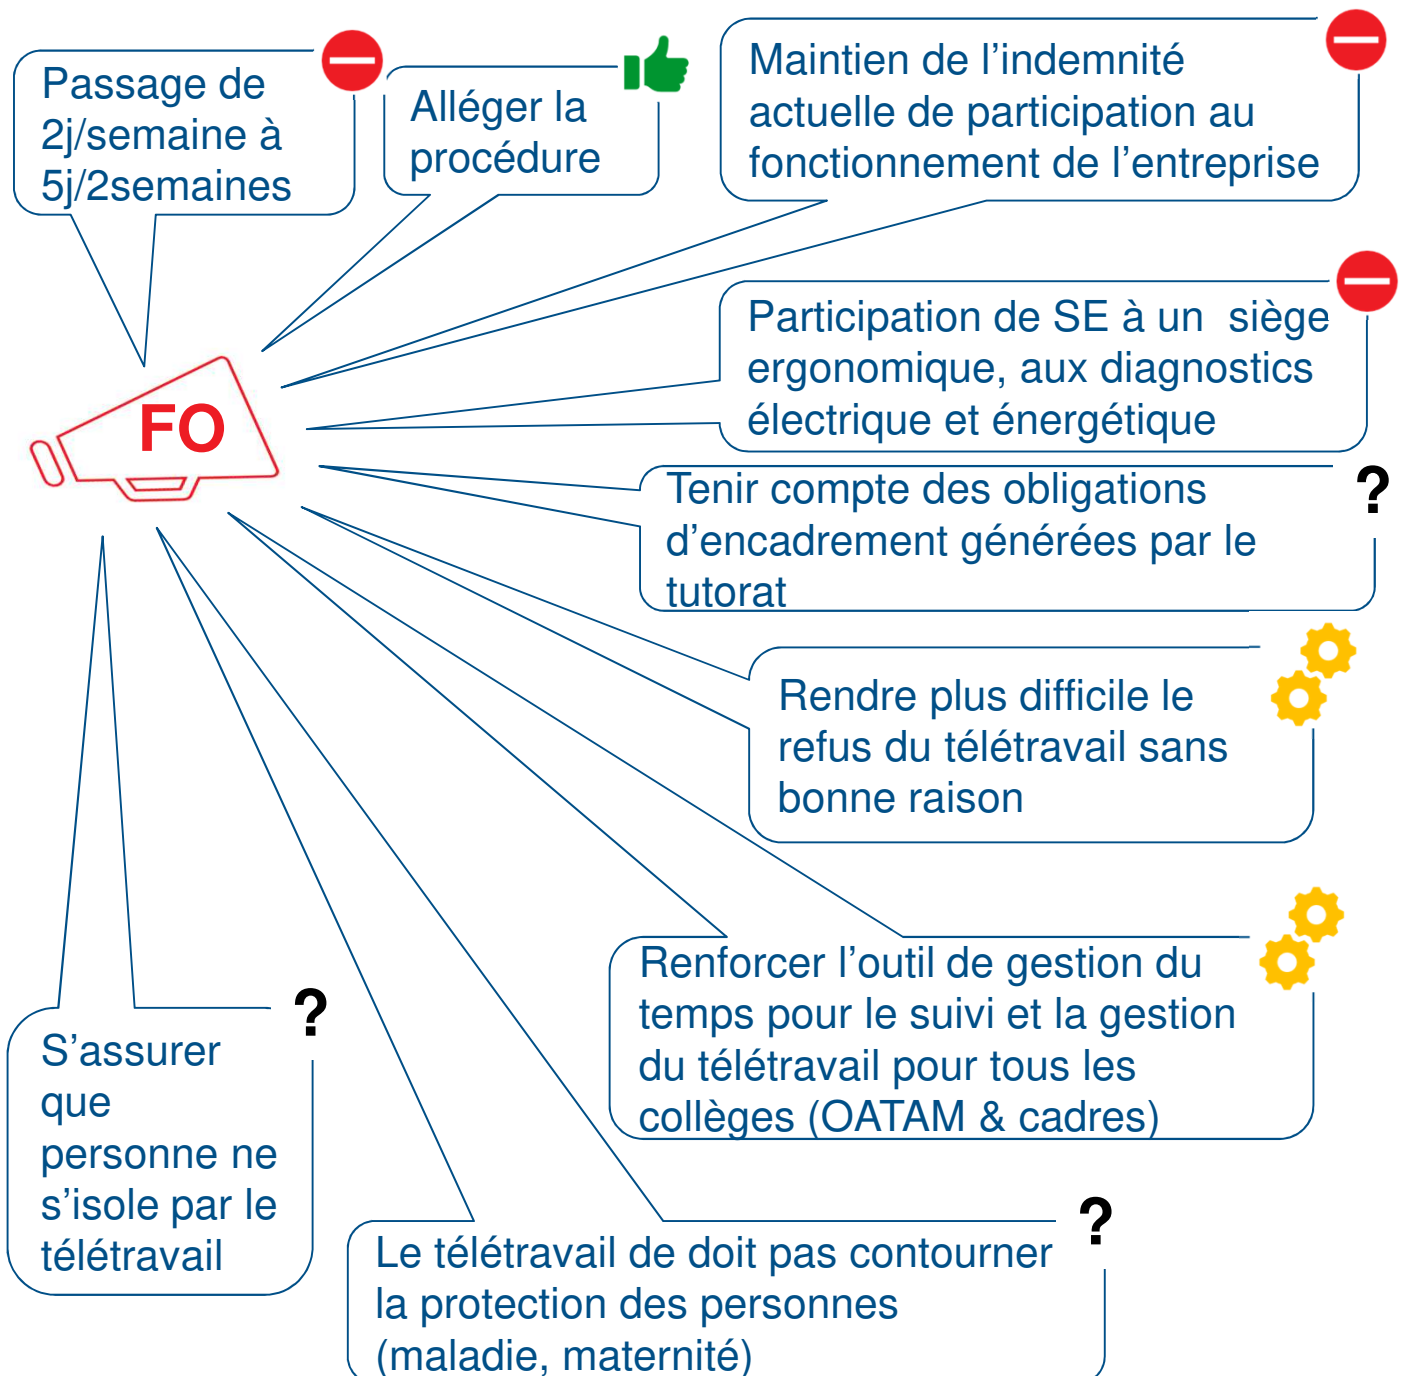 Passage de
2j/semaine à
5j/2semaines
Alléger la
procédure
Maintien de l’indemnité
actuelle de participation au
fonctionnement de l’entreprise
Participation de SE à un  siège
ergonomique, aux diagnostics
électrique et énergétique
FO
Tenir compte des obligations
d’encadrement générées par le
tutorat
?
Rendre plus difficile le
refus du télétravail sans
bonne raison
Renforcer l’outil de gestion du
temps pour le suivi et la gestion
du télétravail pour tous les
collèges (OATAM & cadres)
?
S’assurer
que
personne ne
s’isole par le
télétravail
?
Le télétravail de doit pas contourner
la protection des personnes
(maladie, maternité)